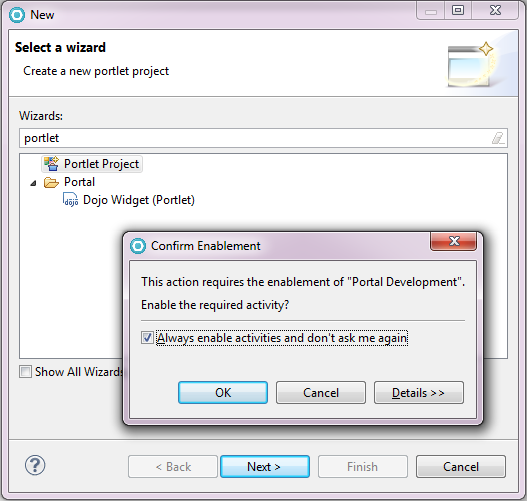 New
Select a wizard
Create a new portlet project
Wizards:
portlet
Portlet Project
Portal
dojo Dojo Widget (Portlet)
Confirm Enablement
This action requires the enablement of "Portal Development".
Enable the required activity?
Always enable activities and don't ask me again
OK Cancel Details >>
Show All Wizards
? < Back Next > Finish Cancel